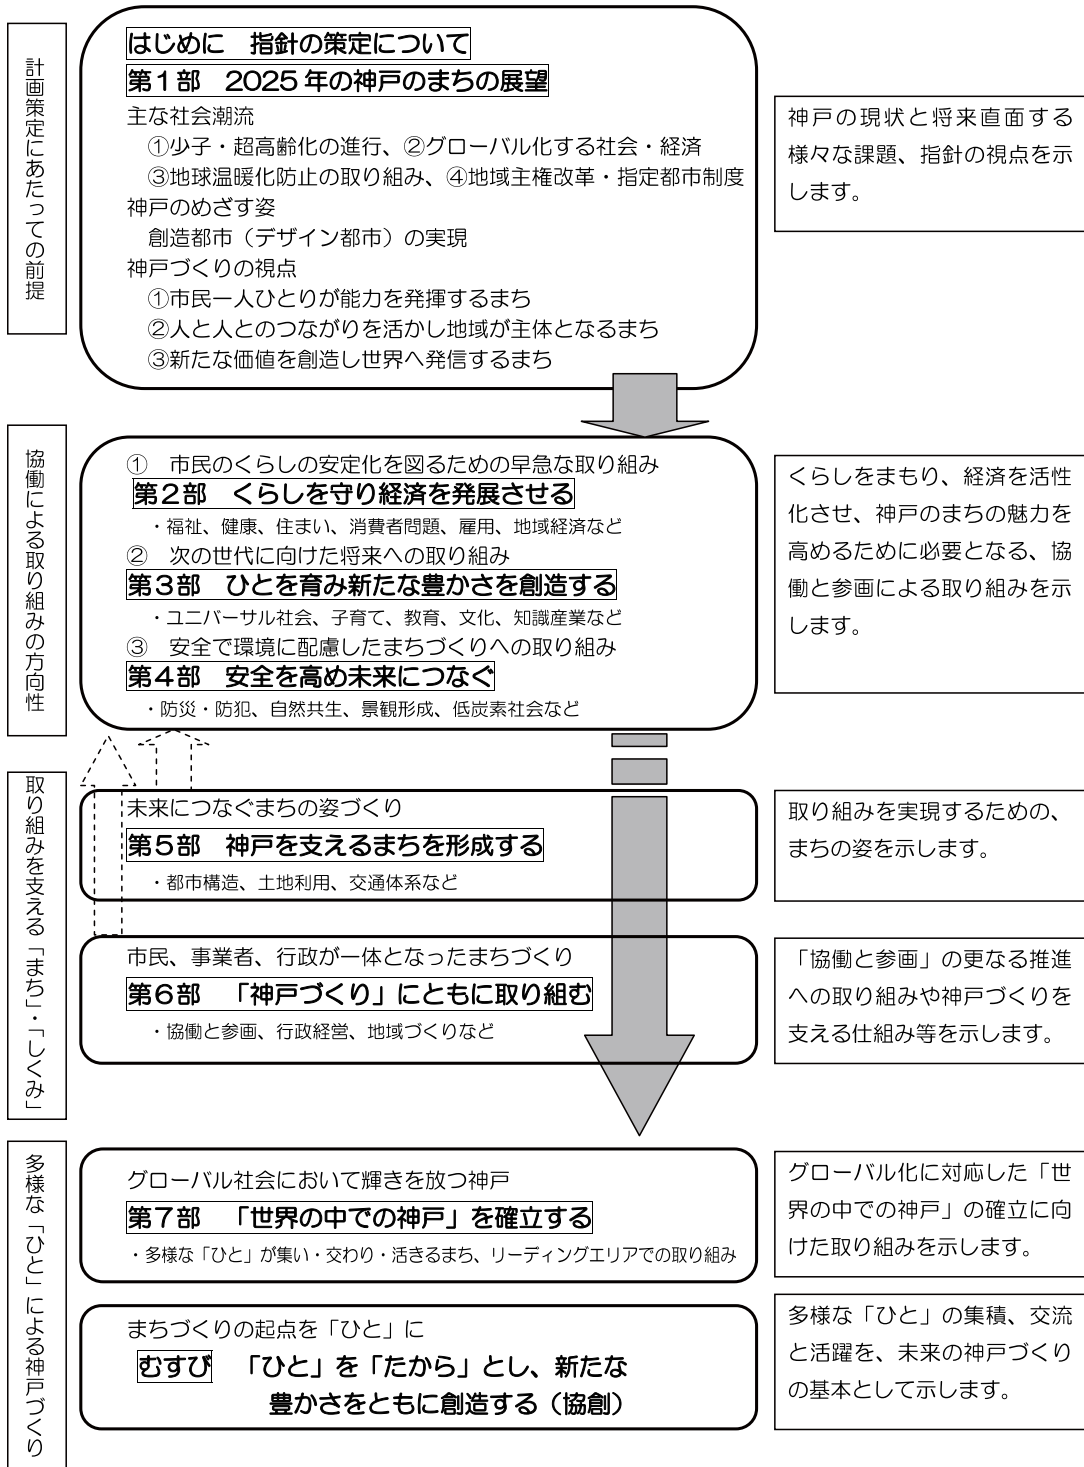 計画策定にあたっての前提
はじめに　指針の策定について
第１部　2025年の神戸のまちの展望
主な社会潮流
①少子・超高齢化の進行、②グローバル化する社会・経済
③地球温暖化防止の取り組み、④地域主権改革・指定都市制度
神戸のめざす姿
創造都市（デザイン都市）の実現
神戸づくりの視点
①市民一人ひとりが能力を発揮するまち
②人と人とのつながりを活かし地域が主体となるまち
③新たな価値を創造し世界へ発信するまち
神戸の現状と将来直面する
様々な課題、指針の視点を示
します。
協働による取り組みの方向性
①　市民のくらしの安定化を図るための早急な取り組み
第２部　くらしを守り経済を発展させる
・福祉、健康、住まい、消費者問題、雇用、地域経済など
②　次の世代に向けた将来への取り組み
第３部　ひとを育み新たな豊かさを創造する
・ユニバーサル社会、子育て、教育、文化、知識産業など
③　安全で環境に配慮したまちづくりへの取り組み
第４部　安全を高め未来につなぐ
・防災・防犯、自然共生、景観形成、低炭素社会など
くらしをまもり、経済を活性
化させ、神戸のまちの魅力を
高めるために必要となる、協
働と参画による取り組みを示
します。
取り組みを支える「まち」・「しくみ」
未来につなぐまちの姿づくり
第５部　神戸を支えるまちを形成する
・都市構造、土地利用、交通体系など
取り組みを実現するための、
まちの姿を示します。
市民、事業者、行政が一体となったまちづくり
第６部　「神戸づくり」にともに取り組む
・協働と参画、行政経営、地域づくりなど
「協働と参画」の更なる推進
への取り組みや神戸づくりを
支える仕組み等を示します。
多様な「ひと」による神戸づくり
グローバル社会において輝きを放つ神戸
第７部　「世界の中での神戸」を確立する
・多様な「ひと」が集い・交わり・活きるまち、リーディングエリアでの取り組み
グローバル化に対応した「世
界の中での神戸」の確立に向
けた取り組みを示します。
まちづくりの起点を「ひと」に
むすび　「ひと」を「たから」とし、新たな
豊かさをともに創造する（協創）
多様な「ひと」の集積、交流
と活躍を、未来の神戸づくり
の基本として示します。